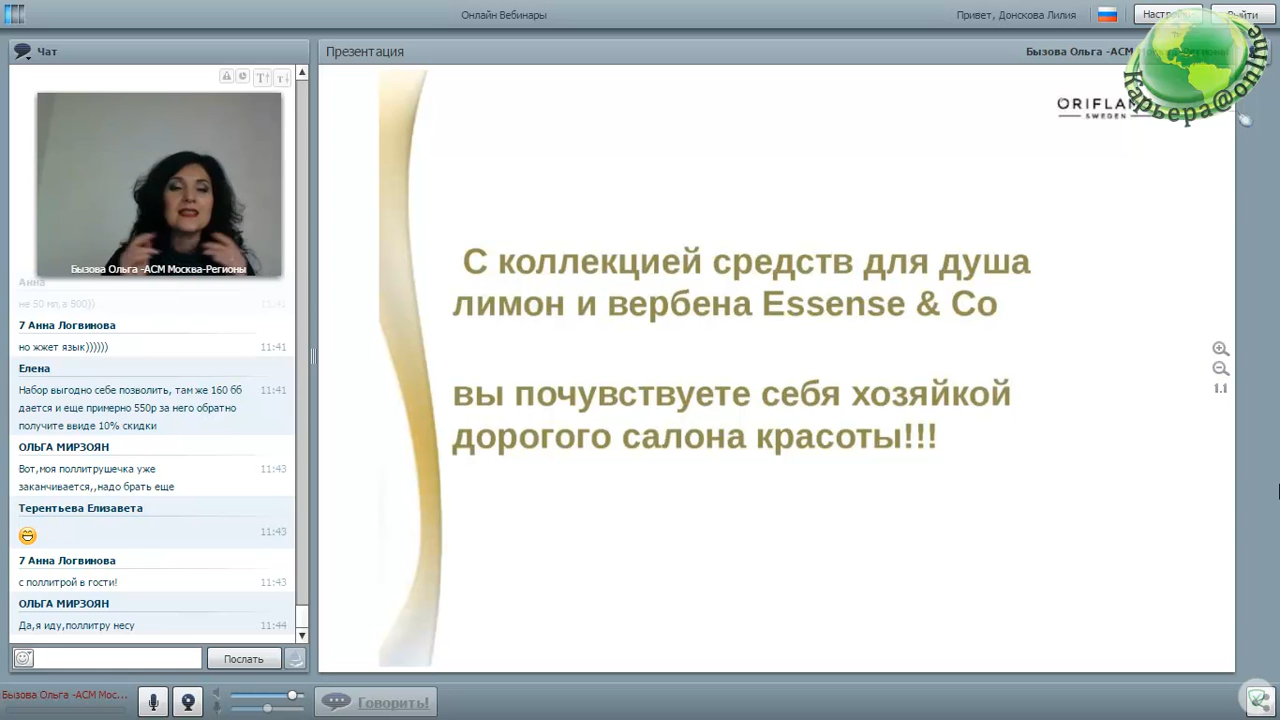 Онлайн Вебинары
Привет, Донскова Лилия
Выйти
Карьера@online
Чат
Бызова Ольга -АСМ Москва-Регионы
Анна
не 50 мл, а 500)) 11:41
7 Анна Логвинова
но жжет язык)))))) 11:41
Елена
Набор выгодно себе позволить, там же 160 бб 11:41
дается и еще примерно 550р за него обратно
получите ввиде 10% скидки
ОЛЬГА МИРЗОЯН
Вот,моя поллитрушечка уже 11:43
заканчивается,,надо брать еще
Терентьева Елизавета
11:43
7 Анна Логвинова
с поллитрой в гости! 11:43
ОЛЬГА МИРЗОЯН
Да,я иду,поллитру несу 11:44
Послать
Бызова Ольга -АСМ Мос...
Говорить!
Презентация
Бызова Ольга -АСМ
SWEDEN
С коллекцией средств для душа
лимон и вербена Essense & Co
вы почувствуете себя хозяйкой
дорогого салона красоты!!!
1:1